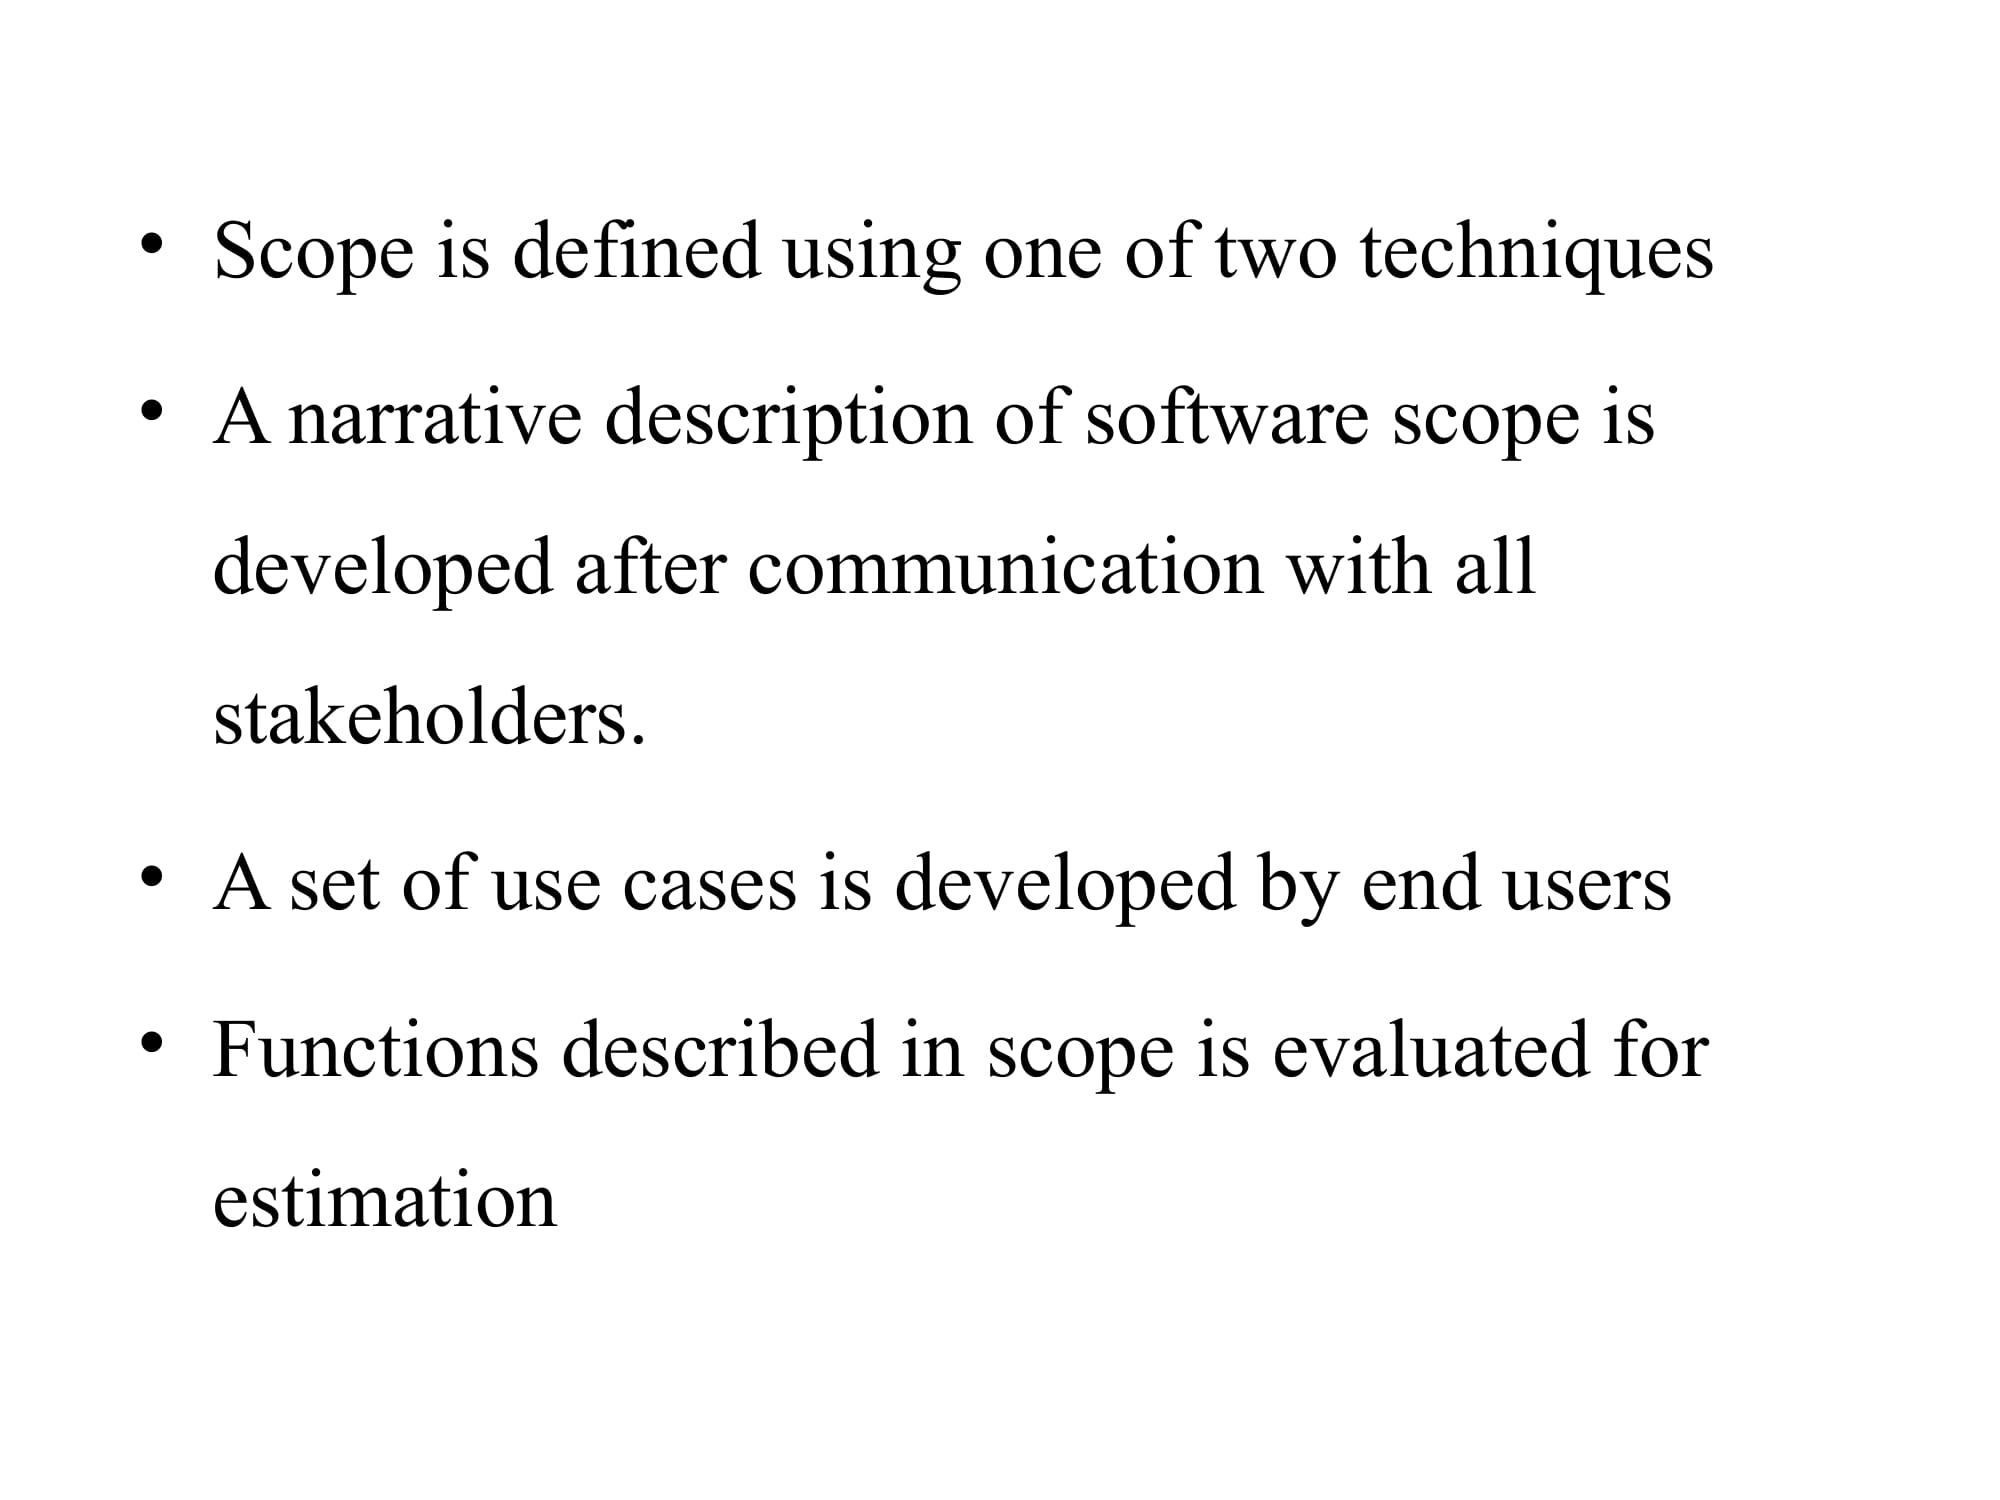 • Scope is defined using one of two techniques
• A narrative description of software scope is
developed after communication with all
stakeholders.
• A set of use cases is developed by end users
• Functions described in scope is evaluated for
estimation